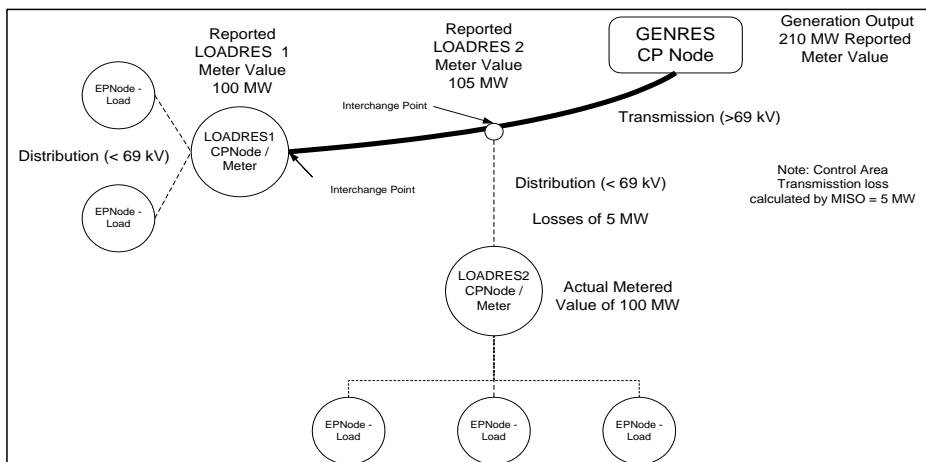 Reported
LOADRES 1
Meter Value
100 MW
Reported
LOADRES 2
Meter Value
105 MW
GENRES
CP Node
Generation Output
210 MW Reported
Meter Value
EPNode -
Load
Interchange Point
Transmission (>69 kV)
LOADRES1
CPNode /
Meter
Distribution (< 69 kV)
Interchange Point
Note: Control Area
Transmission loss
calculated by MISO = 5 MW
EPNode -
Load
Distribution (< 69 kV)
Losses of 5 MW
LOADRES2
CPNode /
Meter
Actual Metered
Value of 100 MW
EPNode -
Load
EPNode -
Load
EPNode -
Load